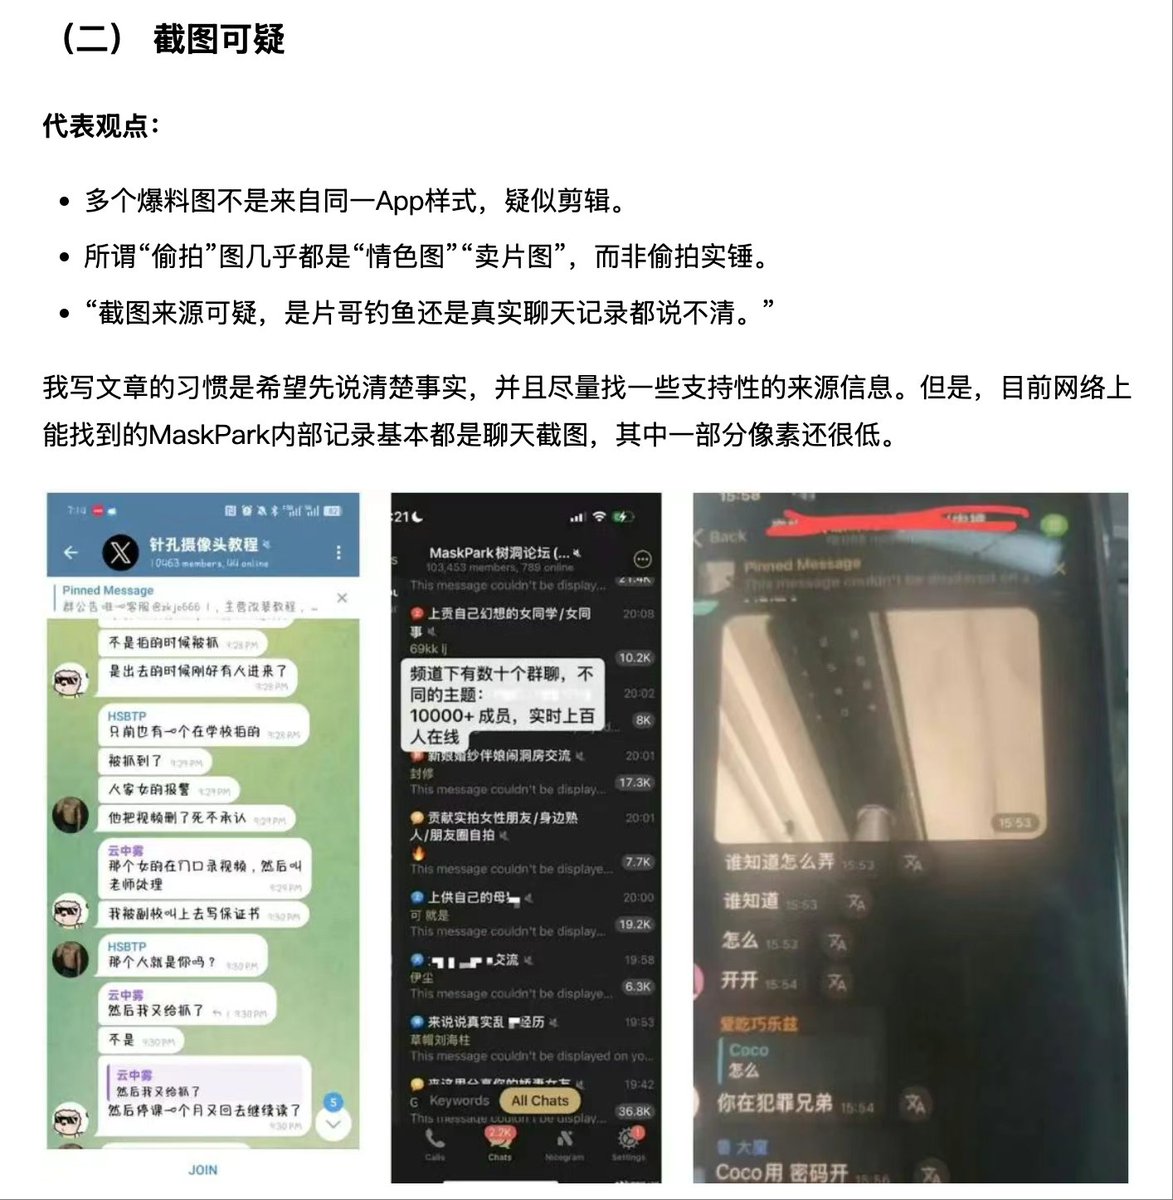 （二） 截图可疑
代表观点：
• 多个爆料图不是来自同一App样式，疑似剪辑。
• 所谓“偷拍”图几乎都是“情色图”“卖片图”，而非偷拍实锤。
• “截图来源可疑，是片哥钓鱼还是真实聊天记录都说不清。”
我写文章的习惯是希望先说清楚事实，并且尽量找一些支持性的来源信息。但是，目前网络上
能找到的MaskPark内部记录基本都是聊天截图，其中一部分像素还很低。
针孔摄像头教程
10463 members, 44 online
Pinned Message
不是拍的时候被抓 9:28 PM
是出去的时候刚好有人进来了
9:28 PM
HSBTP
只前也有一个在学校拍的 9:28 PM
被抓到了 9:29 PM
人家女的报警 9:29 PM
他把视频删了死不承认 9:29 PM
云中雾
那个女的在门口录视频，然后叫
老师处理
9:29 PM
我被副校叫上去写保证书 9:30 PM
HSBTP
那个人就是你吗？ 9:30 PM
云中雾
然后我又给抓了 9:30 PM
不是 9:30 PM
云中雾
然后我又给抓了
然后停课一个月又回去继续读了
9:30 PM
5
JOIN
:21
MaskPark树洞论坛 (...
103,453 members, 789 online
This message couldn't be display...
21.4K
上贡自己幻想的女同学/女同 20:08
事
69kk lj
10.2K
频道下有数十个群聊，不
同的主题：
10000+ 成员，实时上百
人在线
20:02
8K
新娘婚纱伴娘闹洞房交流 20:01
封修
This message couldn't be display... 17.3K
贡献实拍女性朋友/身边熟 20:01
人/朋友圈自拍
🔥
This message couldn't be displaye... 7.7K
上供自己的母 20:00
可 就是
This message couldn't be display... 19.2K
交流 19:58
伊尘
This message couldn't be displaye... 6.3K
来说说真实乱 经历 19:53
草帽刘海柱
This message couldn't be displayed on yo...
19:42
G Keywords All Chats 36.8K
This message couldn't be display...
2.7K
1
Calls
Chats
Nicegram
Settings
15:58
Back
Pinned Message
15:53
谁知道怎么弄 15:53
谁知道 15:53
怎么 15:53
开开 15:54
爱吃巧乐兹
Coco
怎么
你在犯罪兄弟 15:54
Coco用 密码开 15:56